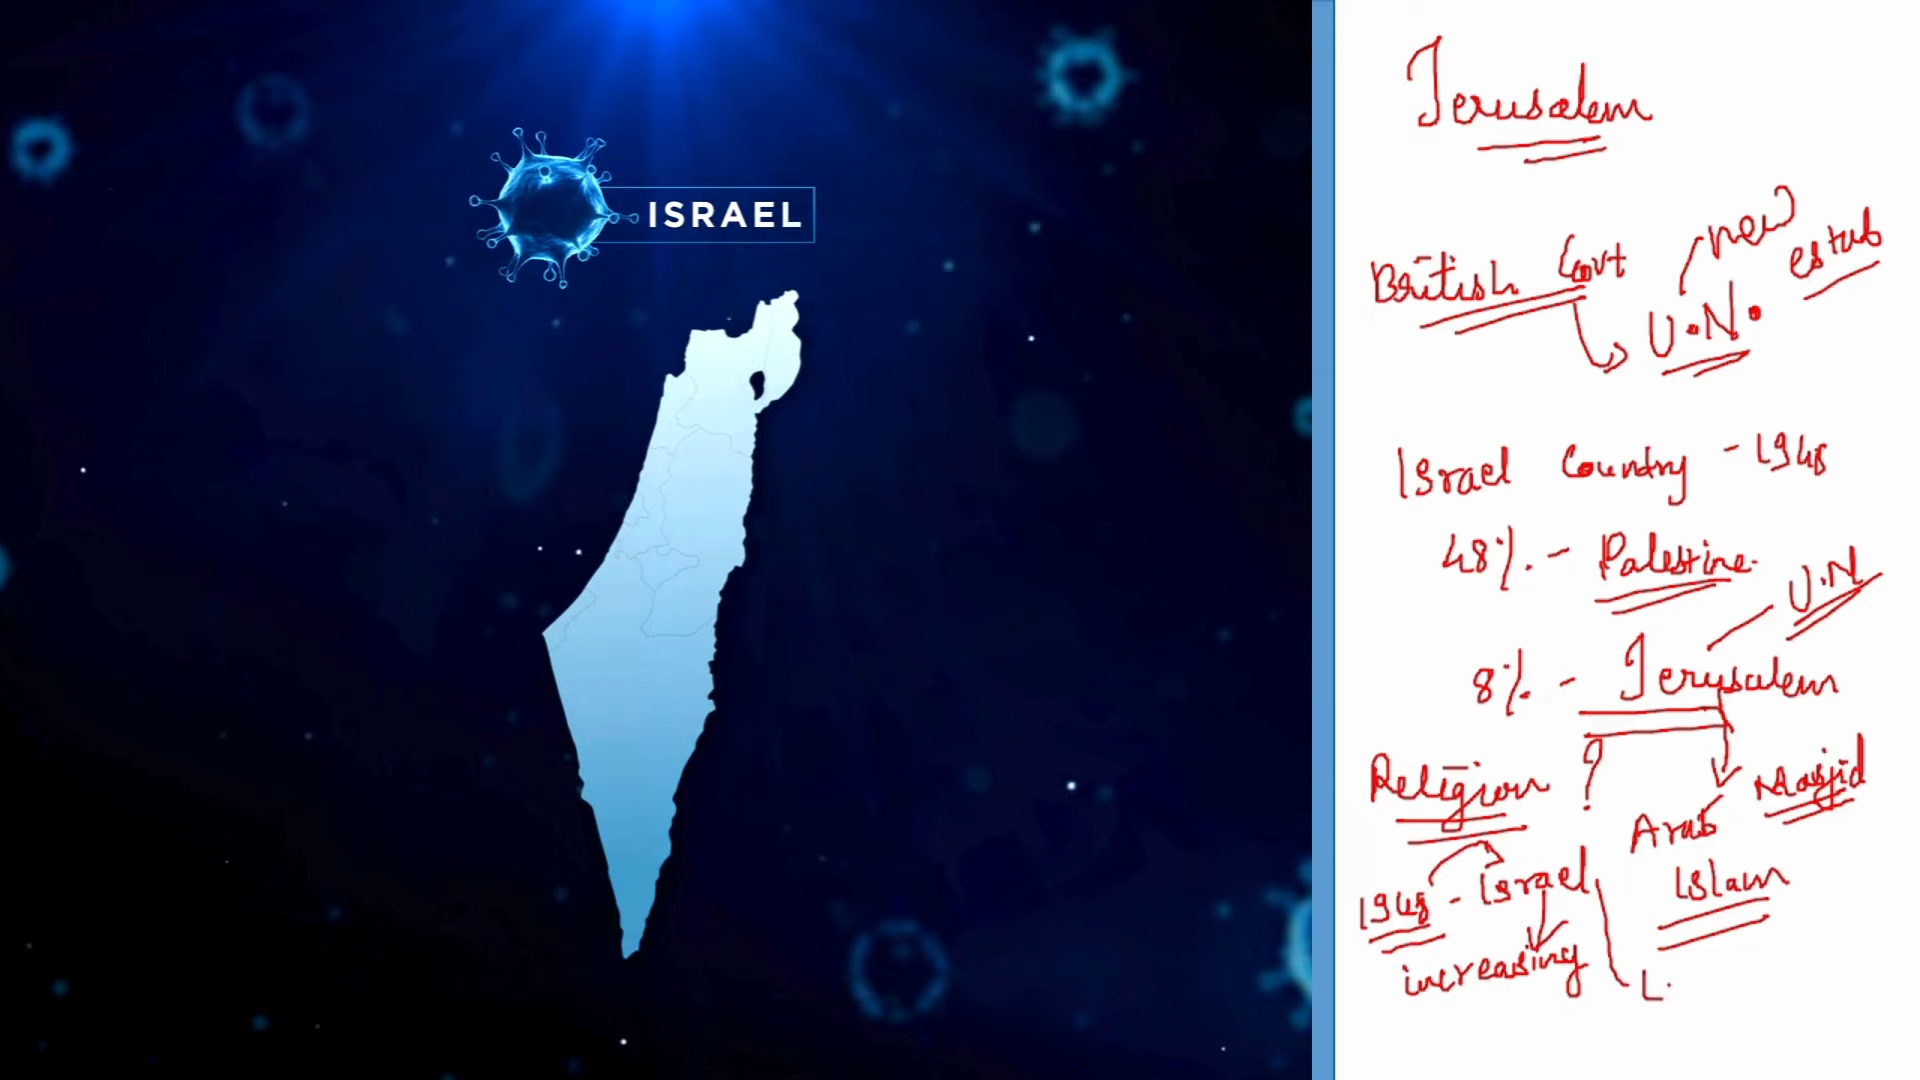 ISRAEL
Jerusalem
new
British Govt
estab
U.N.
Israel Country - 1948
48% - Palestine.
U.N
8% - Jerusalem
Religion ?
Masjid
Arab
Islam
1948 - Israel
increasing
L.